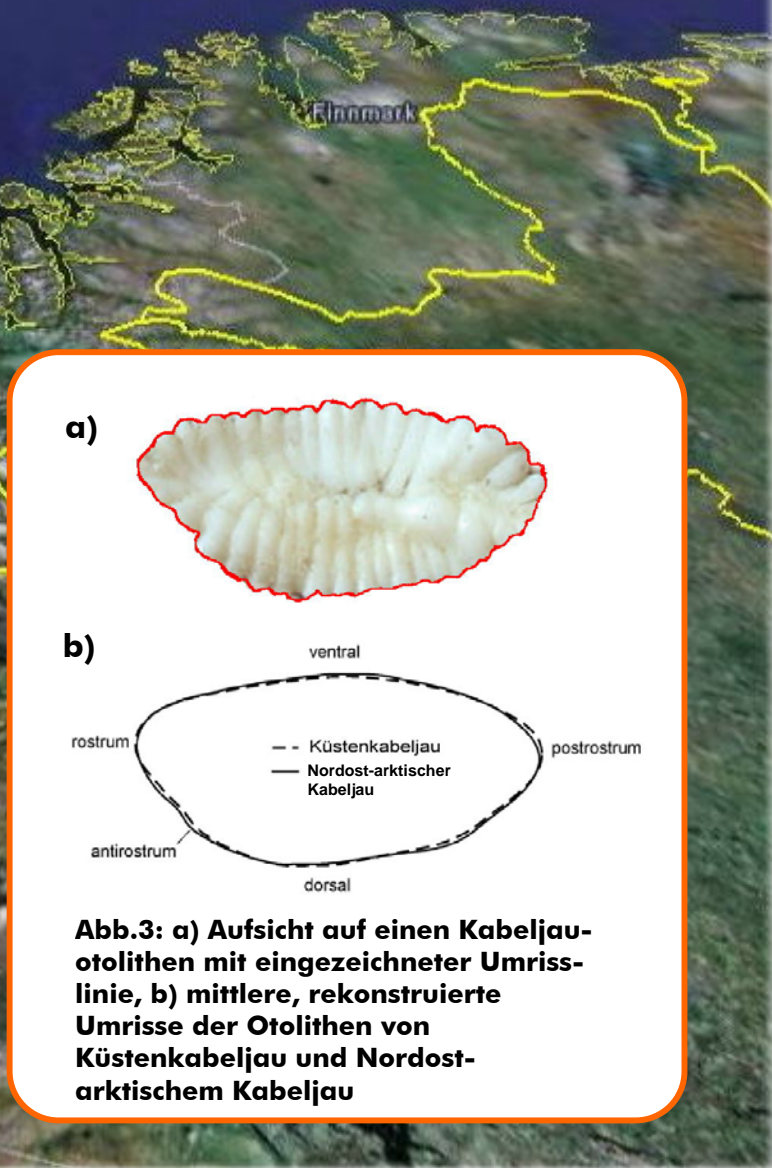 Finnmark
a)
b)
ventral
rostrum
postrostrum
Küstenkabeljau
Nordost-arktischer
Kabeljau
antirostrum
dorsal
Abb.3: a) Aufsicht auf einen Kabeljau-
otolithen mit eingezeichneter Umriss-
linie, b) mittlere, rekonstruierte
Umrisse der Otolithen von
Küstenkabeljau und Nordost-
arktischem Kabeljau